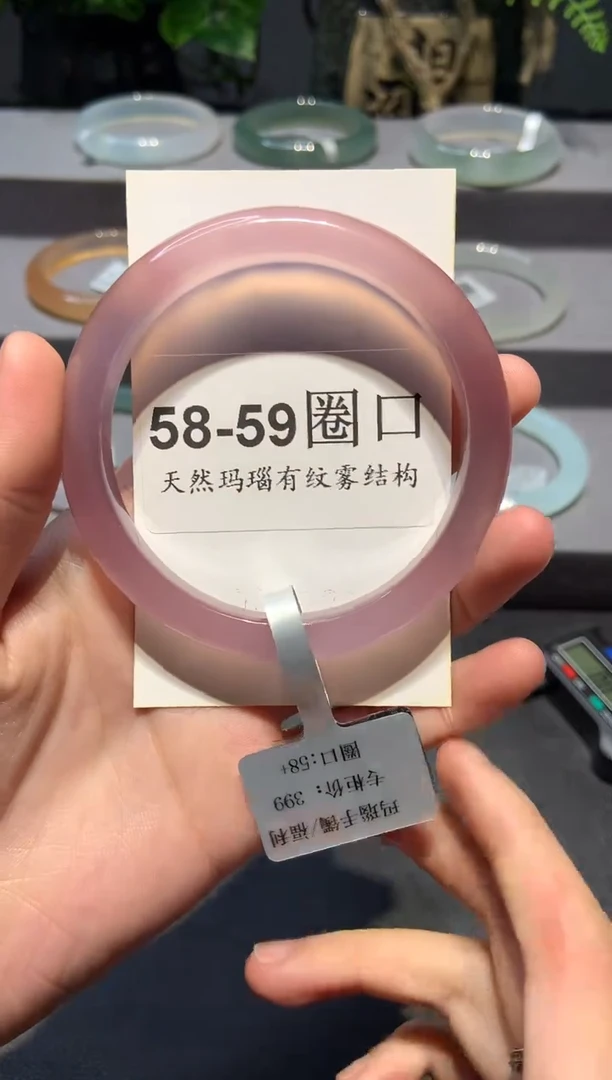 58-59圈口
天然玛瑙有纹雾结构
玛瑙手镯/福利
专柜价: 399
圈口:58+